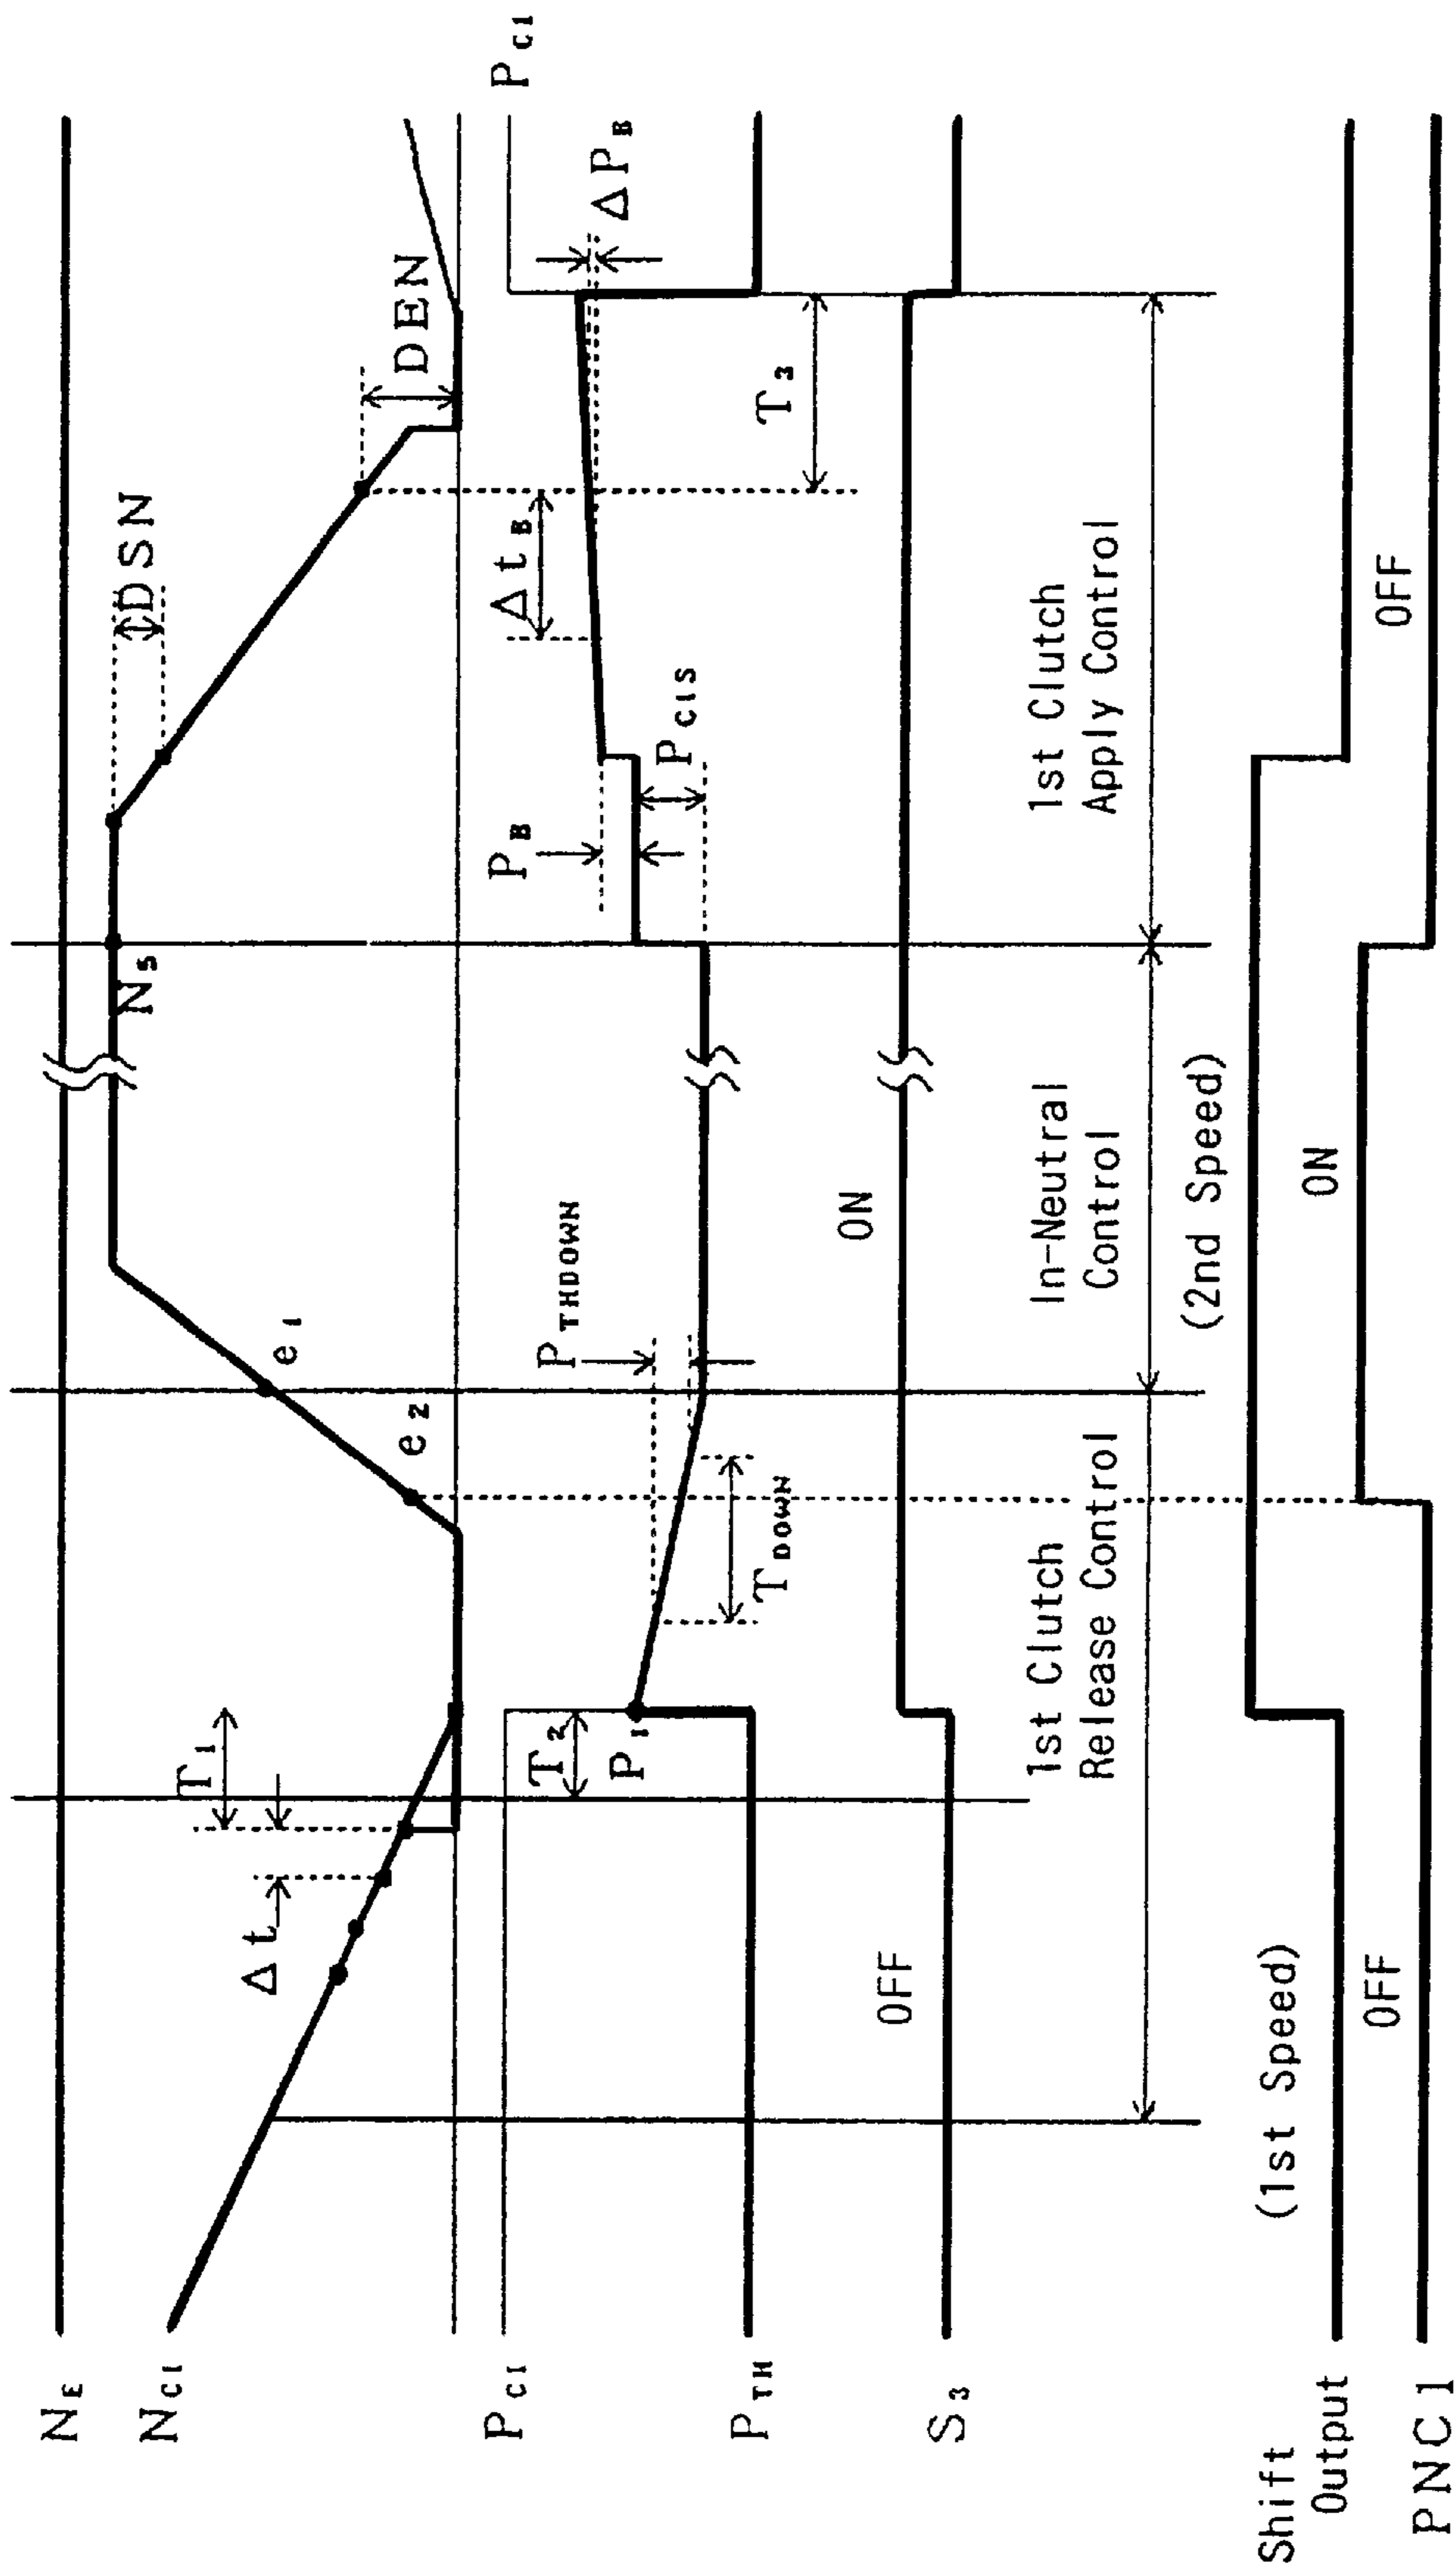 N_E
N_C1
P_C1
P_TH
S_3
Shift
Output
PNC1
Δt
T_1
e_2
e_1
N_S
DSN
DEN
T_2
P_1
T_DOWN
P_THDOWN
P_B
P_C1S
Δt_B
T_3
ΔP_B
P_C1
OFF
ON
1st Clutch
Release Control
In-Neutral
Control
1st Clutch
Apply Control
(1st Speed)
(2nd Speed)
OFF
ON
OFF